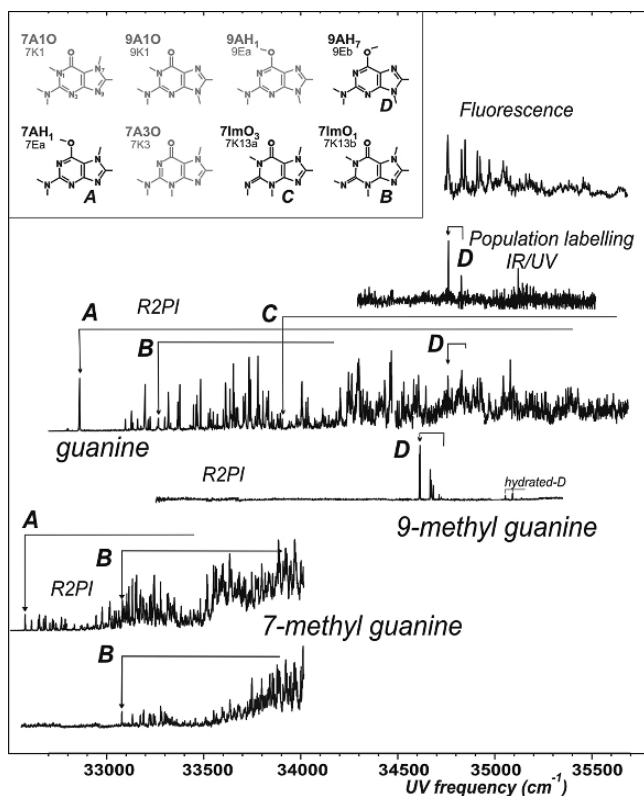 7A1O 9A1O 9AH1 9AH7
7K1 9K1 9Ea 9Eb
D
7AH1 7A3O 7ImO3 7ImO1
7Ea 7K3 7K13a 7K13b
A C B
Fluorescence
Population labelling
IR/UV
D
A R2PI C
B D
guanine
R2PI D
hydrated-D
9-methyl guanine
A
B
R2PI
7-methyl guanine
B
33000 33500 34000 34500 35000 35500
UV frequency (cm⁻¹)